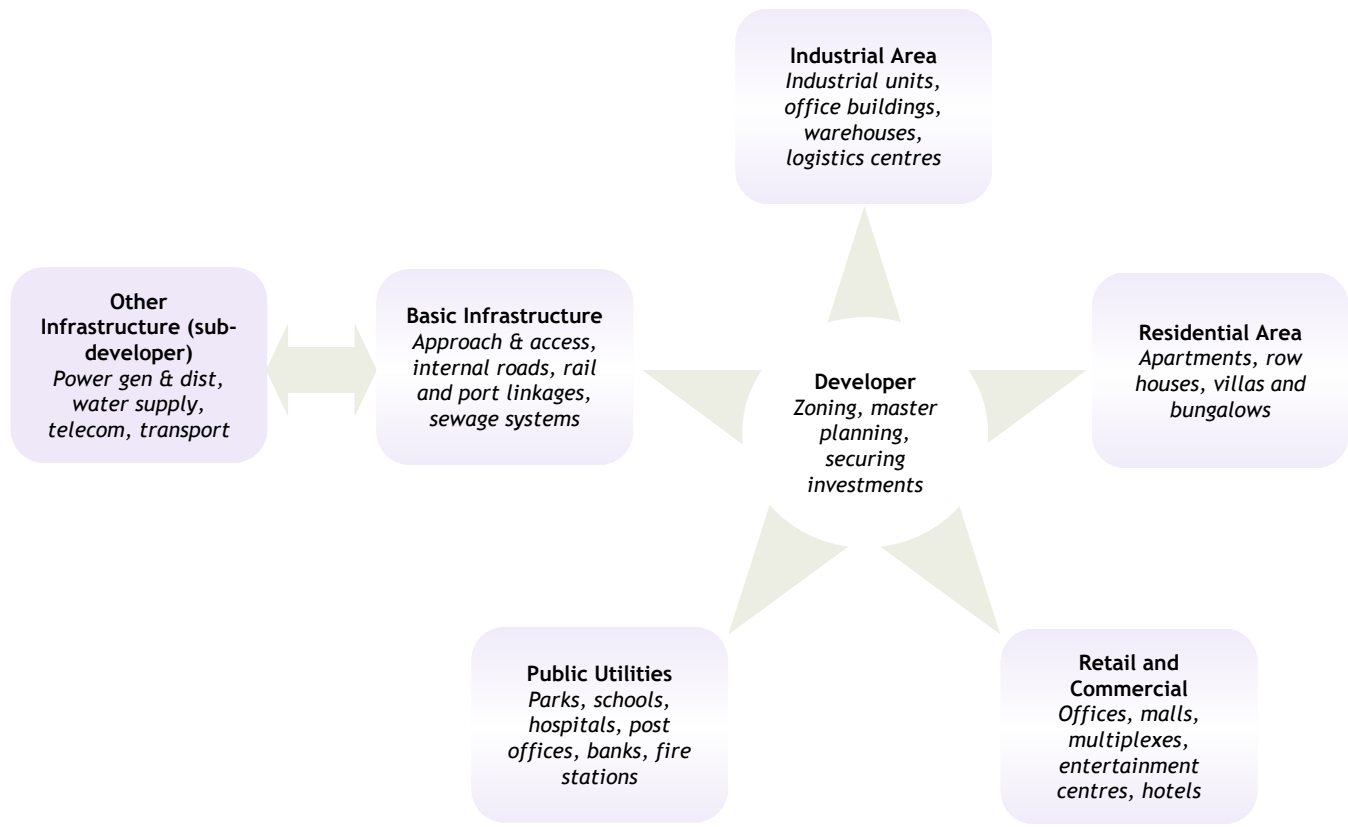 Industrial Area
Industrial units,
office buildings,
warehouses,
logistics centres
Other
Infrastructure (sub-
developer)
Power gen & dist,
water supply,
telecom, transport
Basic Infrastructure
Approach & access,
internal roads, rail
and port linkages,
sewage systems
Developer
Zoning, master
planning,
securing
investments
Residential Area
Apartments, row
houses, villas and
bungalows
Public Utilities
Parks, schools,
hospitals, post
offices, banks, fire
stations
Retail and
Commercial
Offices, malls,
multiplexes,
entertainment
centres, hotels